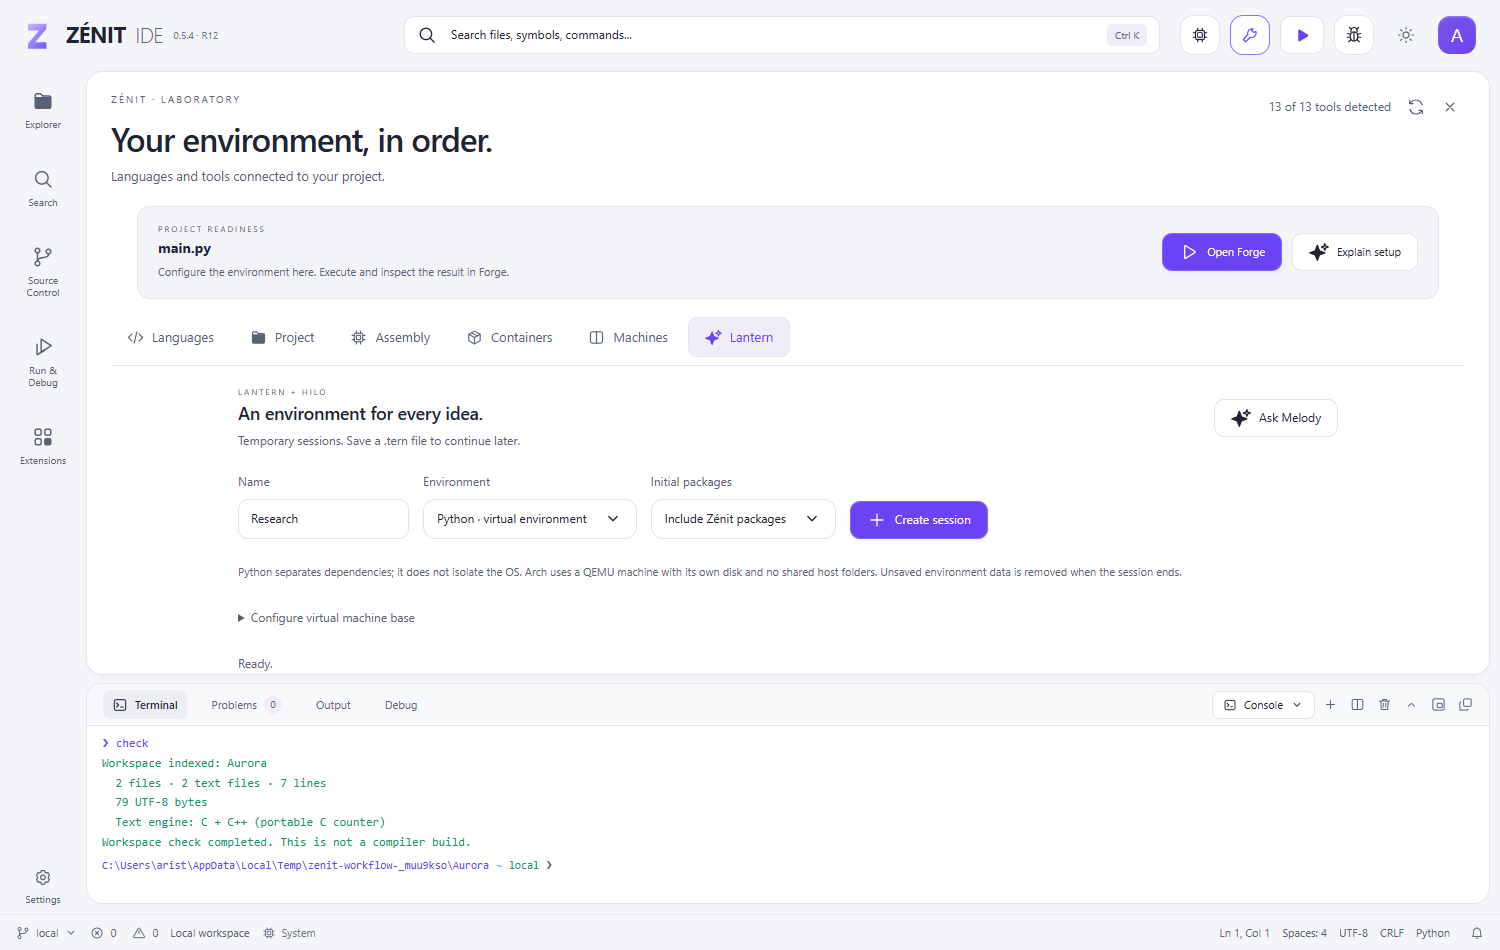 Z ZÉNIT IDE 0.5.4 · R12
Search files, symbols, commands...
Ctrl K
A
Explorer
Search
Source
Control
Run &
Debug
Extensions
Settings
ZÉNIT · LABORATORY
13 of 13 tools detected
Your environment, in order.
Languages and tools connected to your project.
PROJECT READINESS
main.py
Configure the environment here. Execute and inspect the result in Forge.
Open Forge
Explain setup
Languages
Project
Assembly
Containers
Machines
Lantern
LANTERN + HILO
An environment for every idea.
Temporary sessions. Save a .tern file to continue later.
Ask Melody
Name
Environment
Initial packages
Research
Python · virtual environment
Include Zénit packages
Create session
Python separates dependencies; it does not isolate the OS. Arch uses a QEMU machine with its own disk and no shared host folders. Unsaved environment data is removed when the session ends.
Configure virtual machine base
Ready.
Terminal
Problems 0
Output
Debug
Console
❯ check
Workspace indexed: Aurora
2 files · 2 text files · 7 lines
79 UTF-8 bytes
Text engine: C + C++ (portable C counter)
Workspace check completed. This is not a compiler build.
C:\Users\arist\AppData\Local\Temp\zenit-workflow-_muu9kso\Aurora ~ local ❯
local
0
0
Local workspace
System
Ln 1, Col 1
Spaces: 4
UTF-8
CRLF
Python